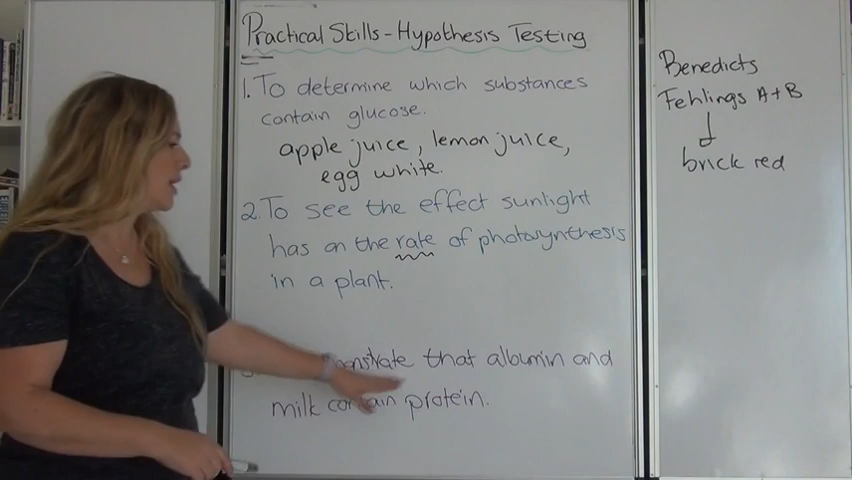 Practical Skills - Hypothesis Testing
1. To determine which substances
contain glucose.
apple juice, lemon juice,
egg white.
2. To see the effect sunlight
has on the rate of photosynthesis
in a plant.
that albumin and
milk contain protein.
Benedicts
Fehlings A+B
brick red